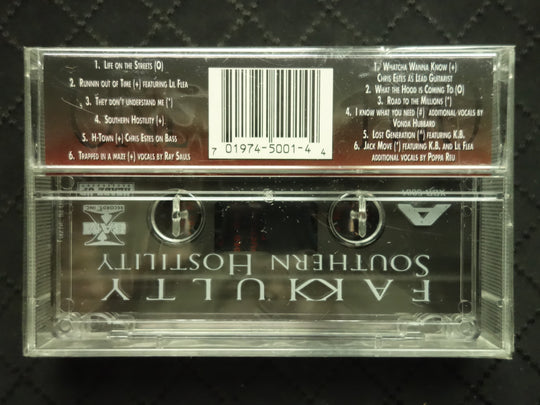 1. Life on the Streets (O)
2. Runnin out of Time (+) featuring Lil Flea
3. They don't understand me (*)
4. Southern Hostility (+)
5. H-Town (+) Chris Estes on Bass
6. Trapped in a maze (+) vocals by Ray Sauls
7 01974-5001-4 4
1. Whatcha Wanna Know (+)
Chris Estes as Lead Guitarist
2. What the Hood is Coming To (O)
3. Road to the Millions (*)
4. I know what you need (#) additional vocals by
Vonda Hubbard
5. Lost Generation (*) featuring K.B.
6. Jack Move (*) featuring K.B. and Lil Flea
additional vocals by Poppa Reu
RECORDS, INC.
A
FAKKULTY
Southern Hostility